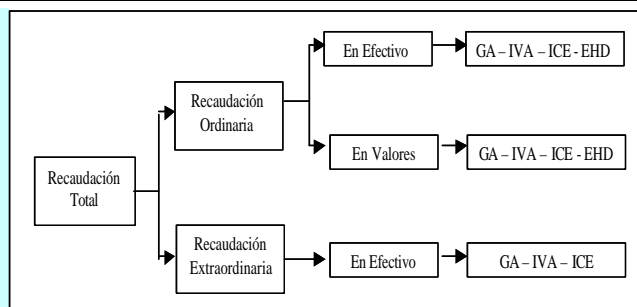 En Efectivo
GA – IVA – ICE - EHD
Recaudación
Ordinaria
En Valores
GA – IVA – ICE - EHD
Recaudación
Total
Recaudación
Extraordinaria
En Efectivo
GA – IVA – ICE